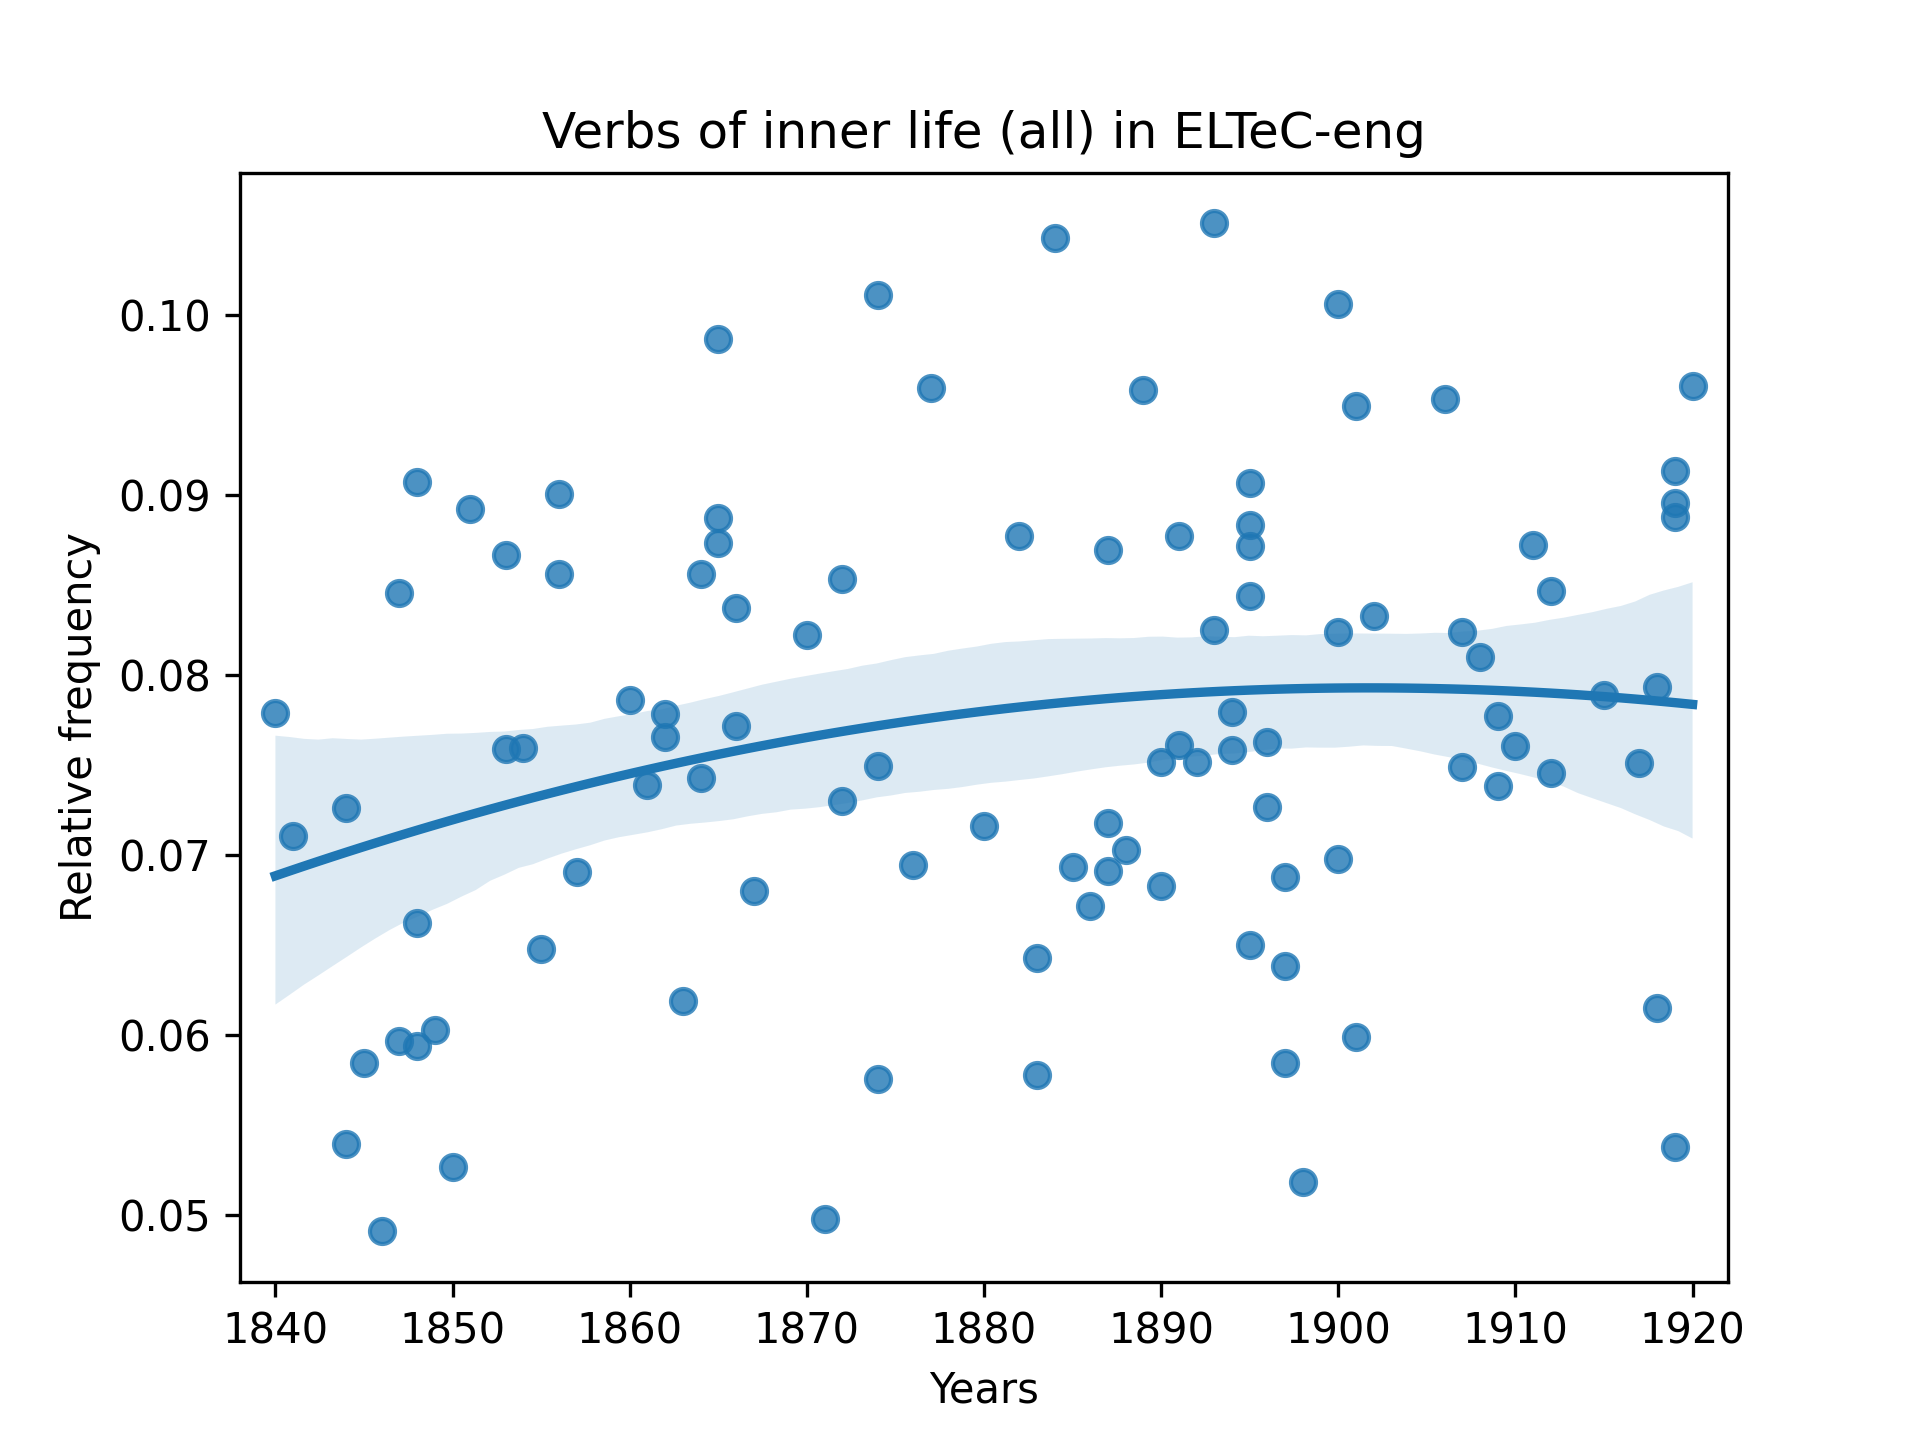 Verbs of inner life (all) in ELTeC-eng
Relative frequency
0.10
0.09
0.08
0.07
0.06
0.05
1840 1850 1860 1870 1880 1890 1900 1910 1920
Years